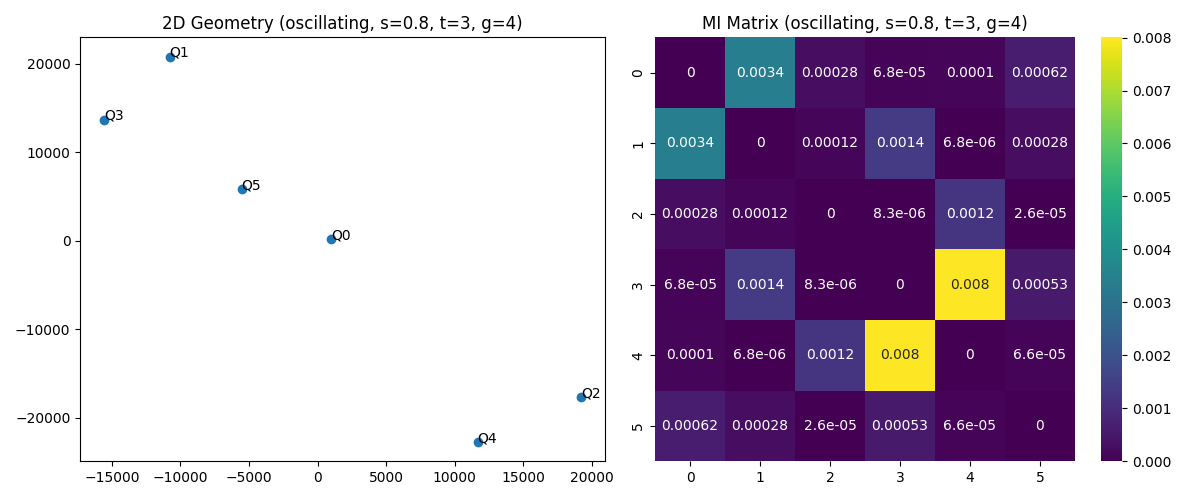 2D Geometry (oscillating, s=0.8, t=3, g=4)
20000
10000
0
−10000
−20000
−15000 −10000 −5000 0 5000 10000 15000 20000
Q1
Q3
Q5
Q0
Q2
Q4
MI Matrix (oscillating, s=0.8, t=3, g=4)
0 0 0.0034 0.00028 6.8e-05 0.0001 0.00062
1 0.0034 0 0.00012 0.0014 6.8e-06 0.00028
2 0.00028 0.00012 0 8.3e-06 0.0012 2.6e-05
3 6.8e-05 0.0014 8.3e-06 0 0.008 0.00053
4 0.0001 6.8e-06 0.0012 0.008 0 6.6e-05
5 0.00062 0.00028 2.6e-05 0.00053 6.6e-05 0
0 1 2 3 4 5
0.008
0.007
0.006
0.005
0.004
0.003
0.002
0.001
0.000